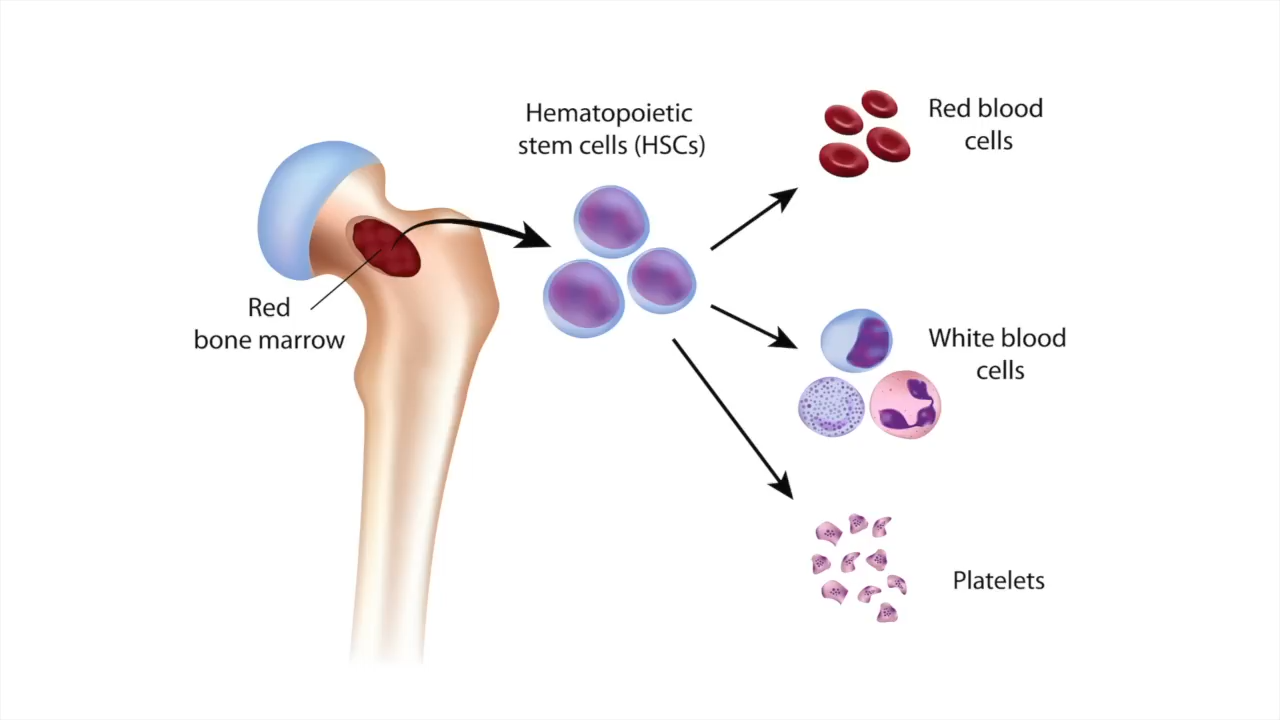 Hematopoietic
stem cells (HSCs)
Red blood
cells
Red
bone marrow
White blood
cells
Platelets